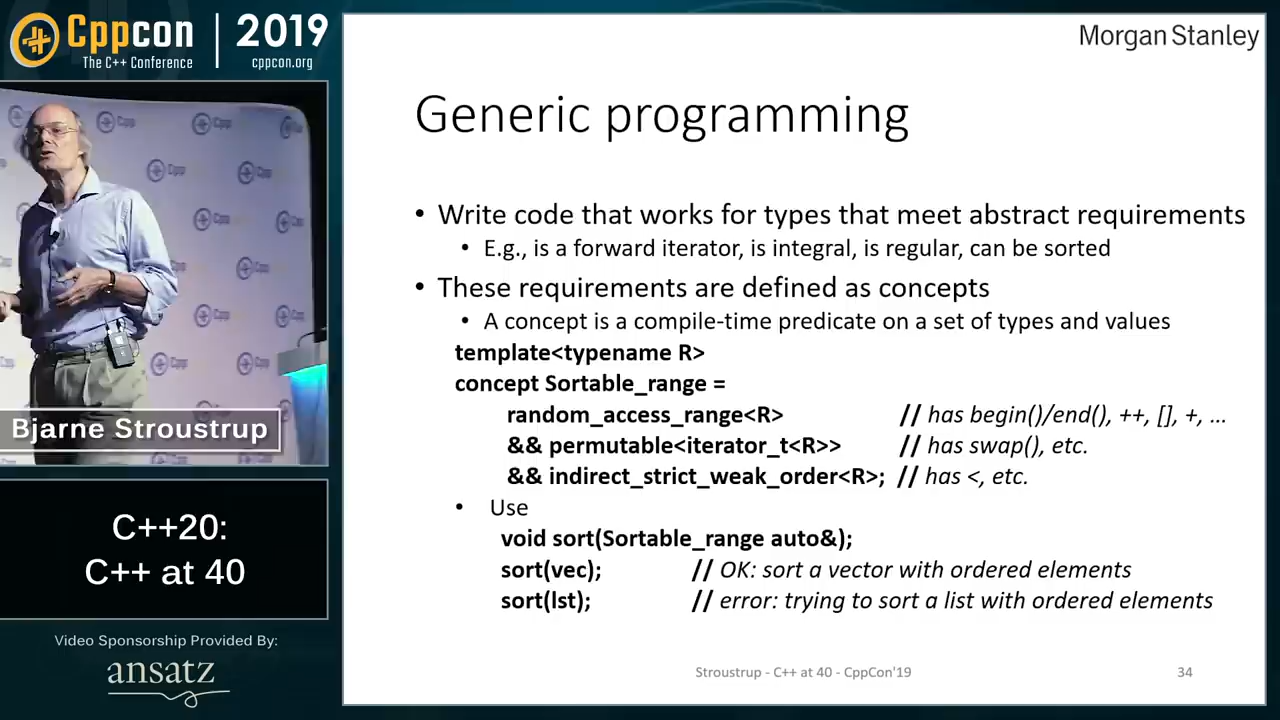 Cppcon | 2019
The C++ Conference cppcon.org
Morgan Stanley
Generic programming
• Write code that works for types that meet abstract requirements
• E.g., is a forward iterator, is integral, is regular, can be sorted
• These requirements are defined as concepts
• A concept is a compile-time predicate on a set of types and values
template<typename R>
concept Sortable_range =
random_access_range<R> // has begin()/end(), ++, [], +, …
&& permutable<iterator_t<R>> // has swap(), etc.
&& indirect_strict_weak_order<R>; // has <, etc.
• Use
void sort(Sortable_range auto&);
sort(vec); // OK: sort a vector with ordered elements
sort(lst); // error: trying to sort a list with ordered elements
Stroustrup - C++ at 40 - CppCon'19 34
Cpp
Bjarne Stroustrup
C++20:
C++ at 40
Video Sponsorship Provided By:
ansatz